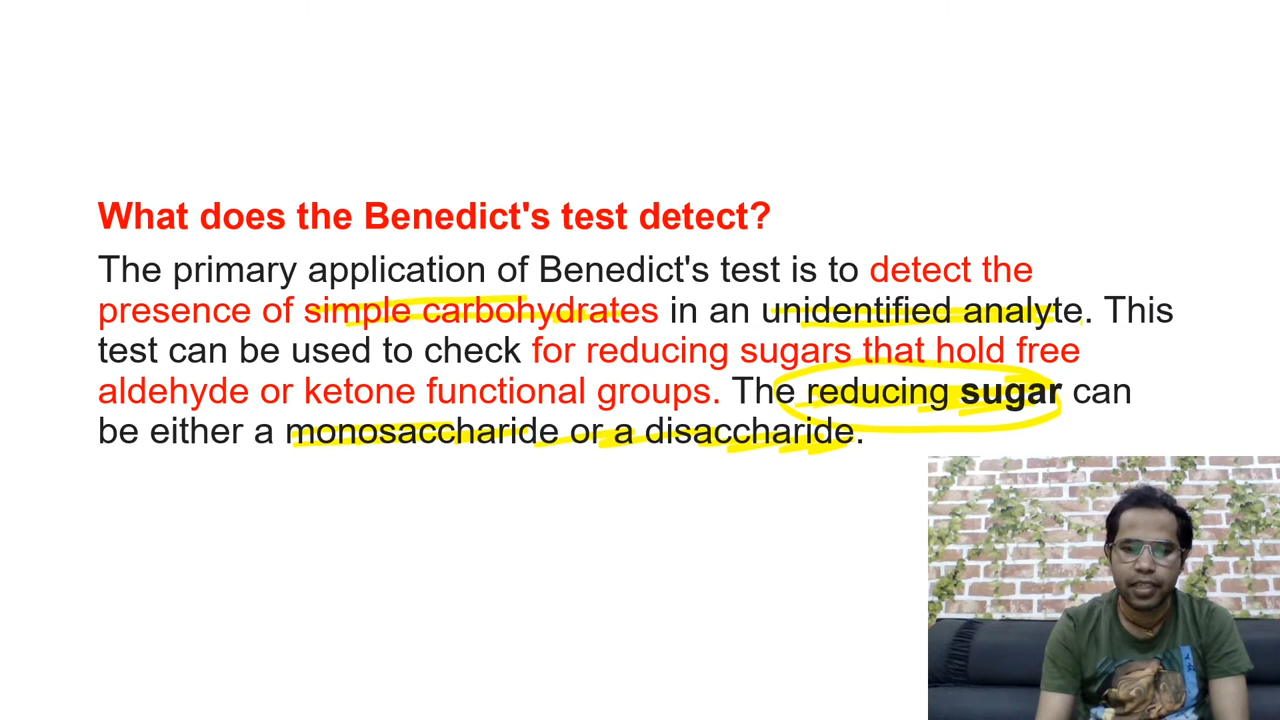 What does the Benedict's test detect?
The primary application of Benedict's test is to detect the
presence of simple carbohydrates in an unidentified analyte. This
test can be used to check for reducing sugars that hold free
aldehyde or ketone functional groups. The reducing sugar can
be either a monosaccharide or a disaccharide.